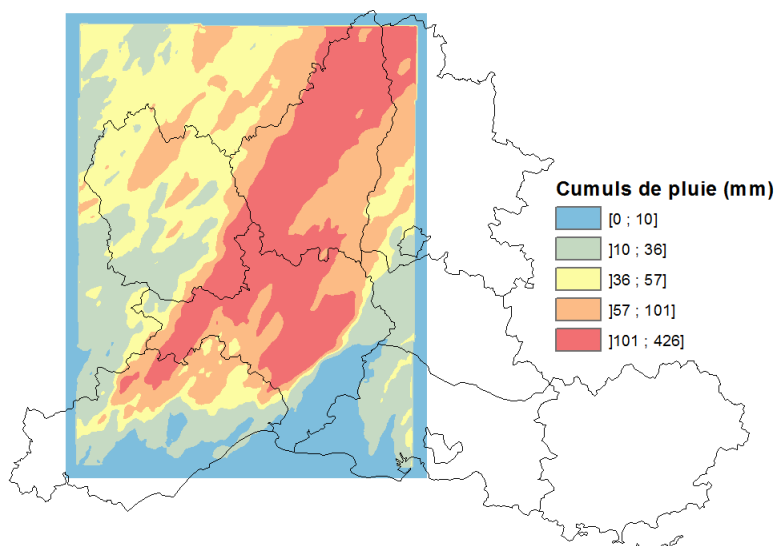 Cumuls de pluie (mm)
[0 ; 10]
]10 ; 36]
]36 ; 57]
]57 ; 101]
]101 ; 426]